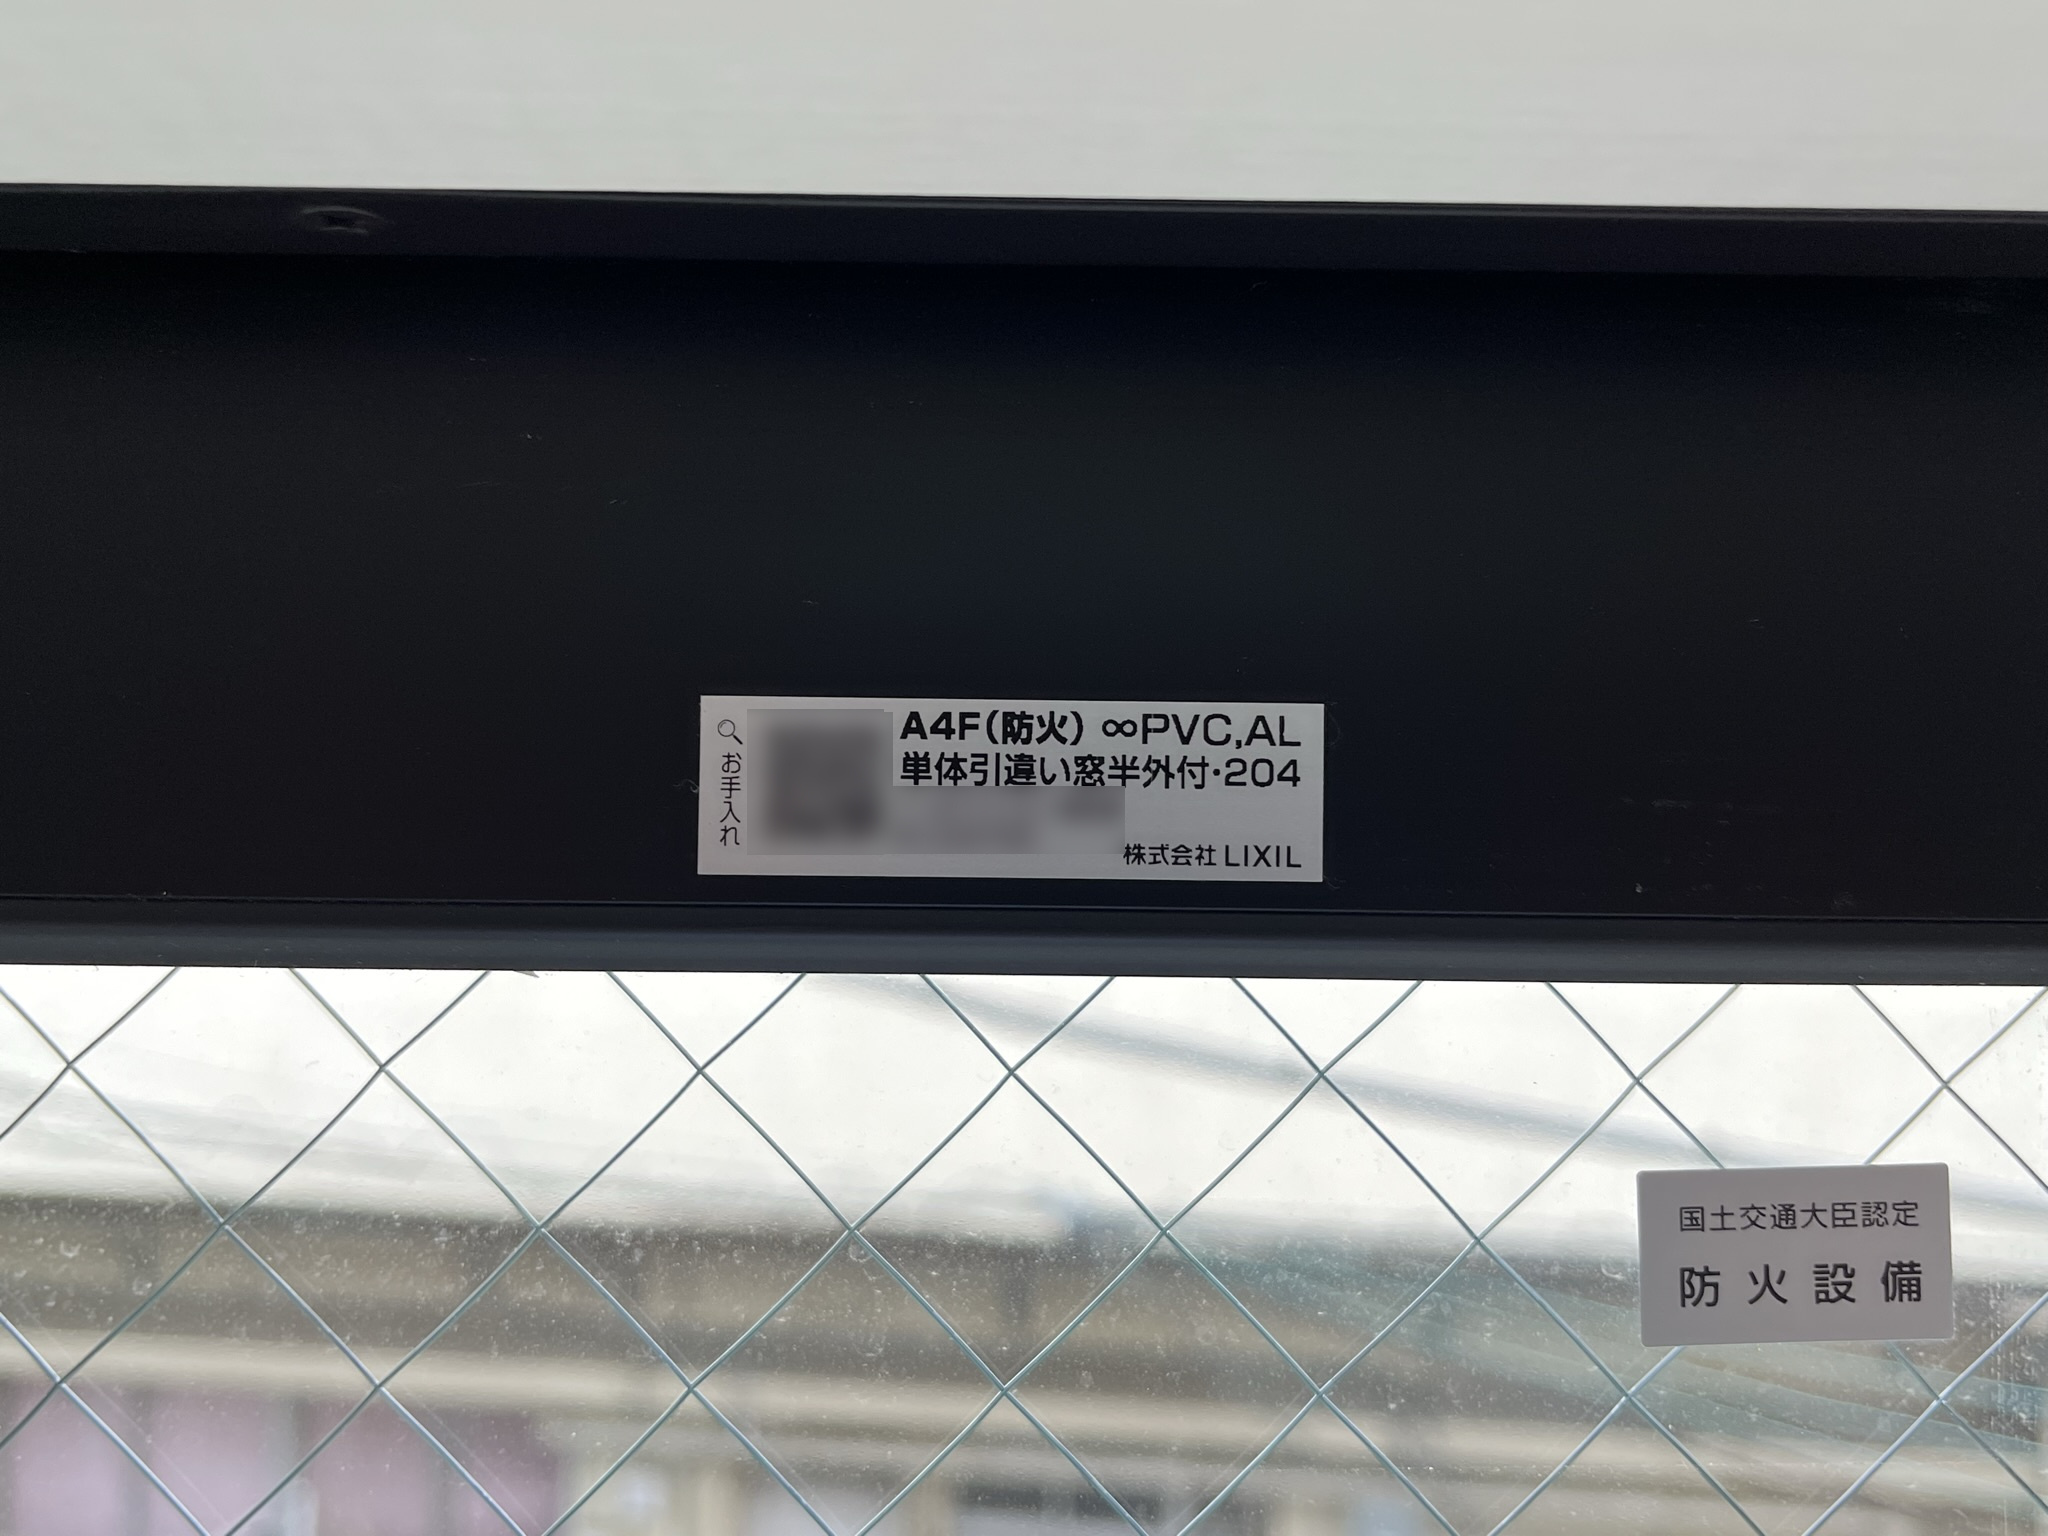 お手入れ
A4F(防火) ∞PVC,AL
単体引違い窓半外付・204
株式会社 LIXIL
国土交通大臣認定
防火設備